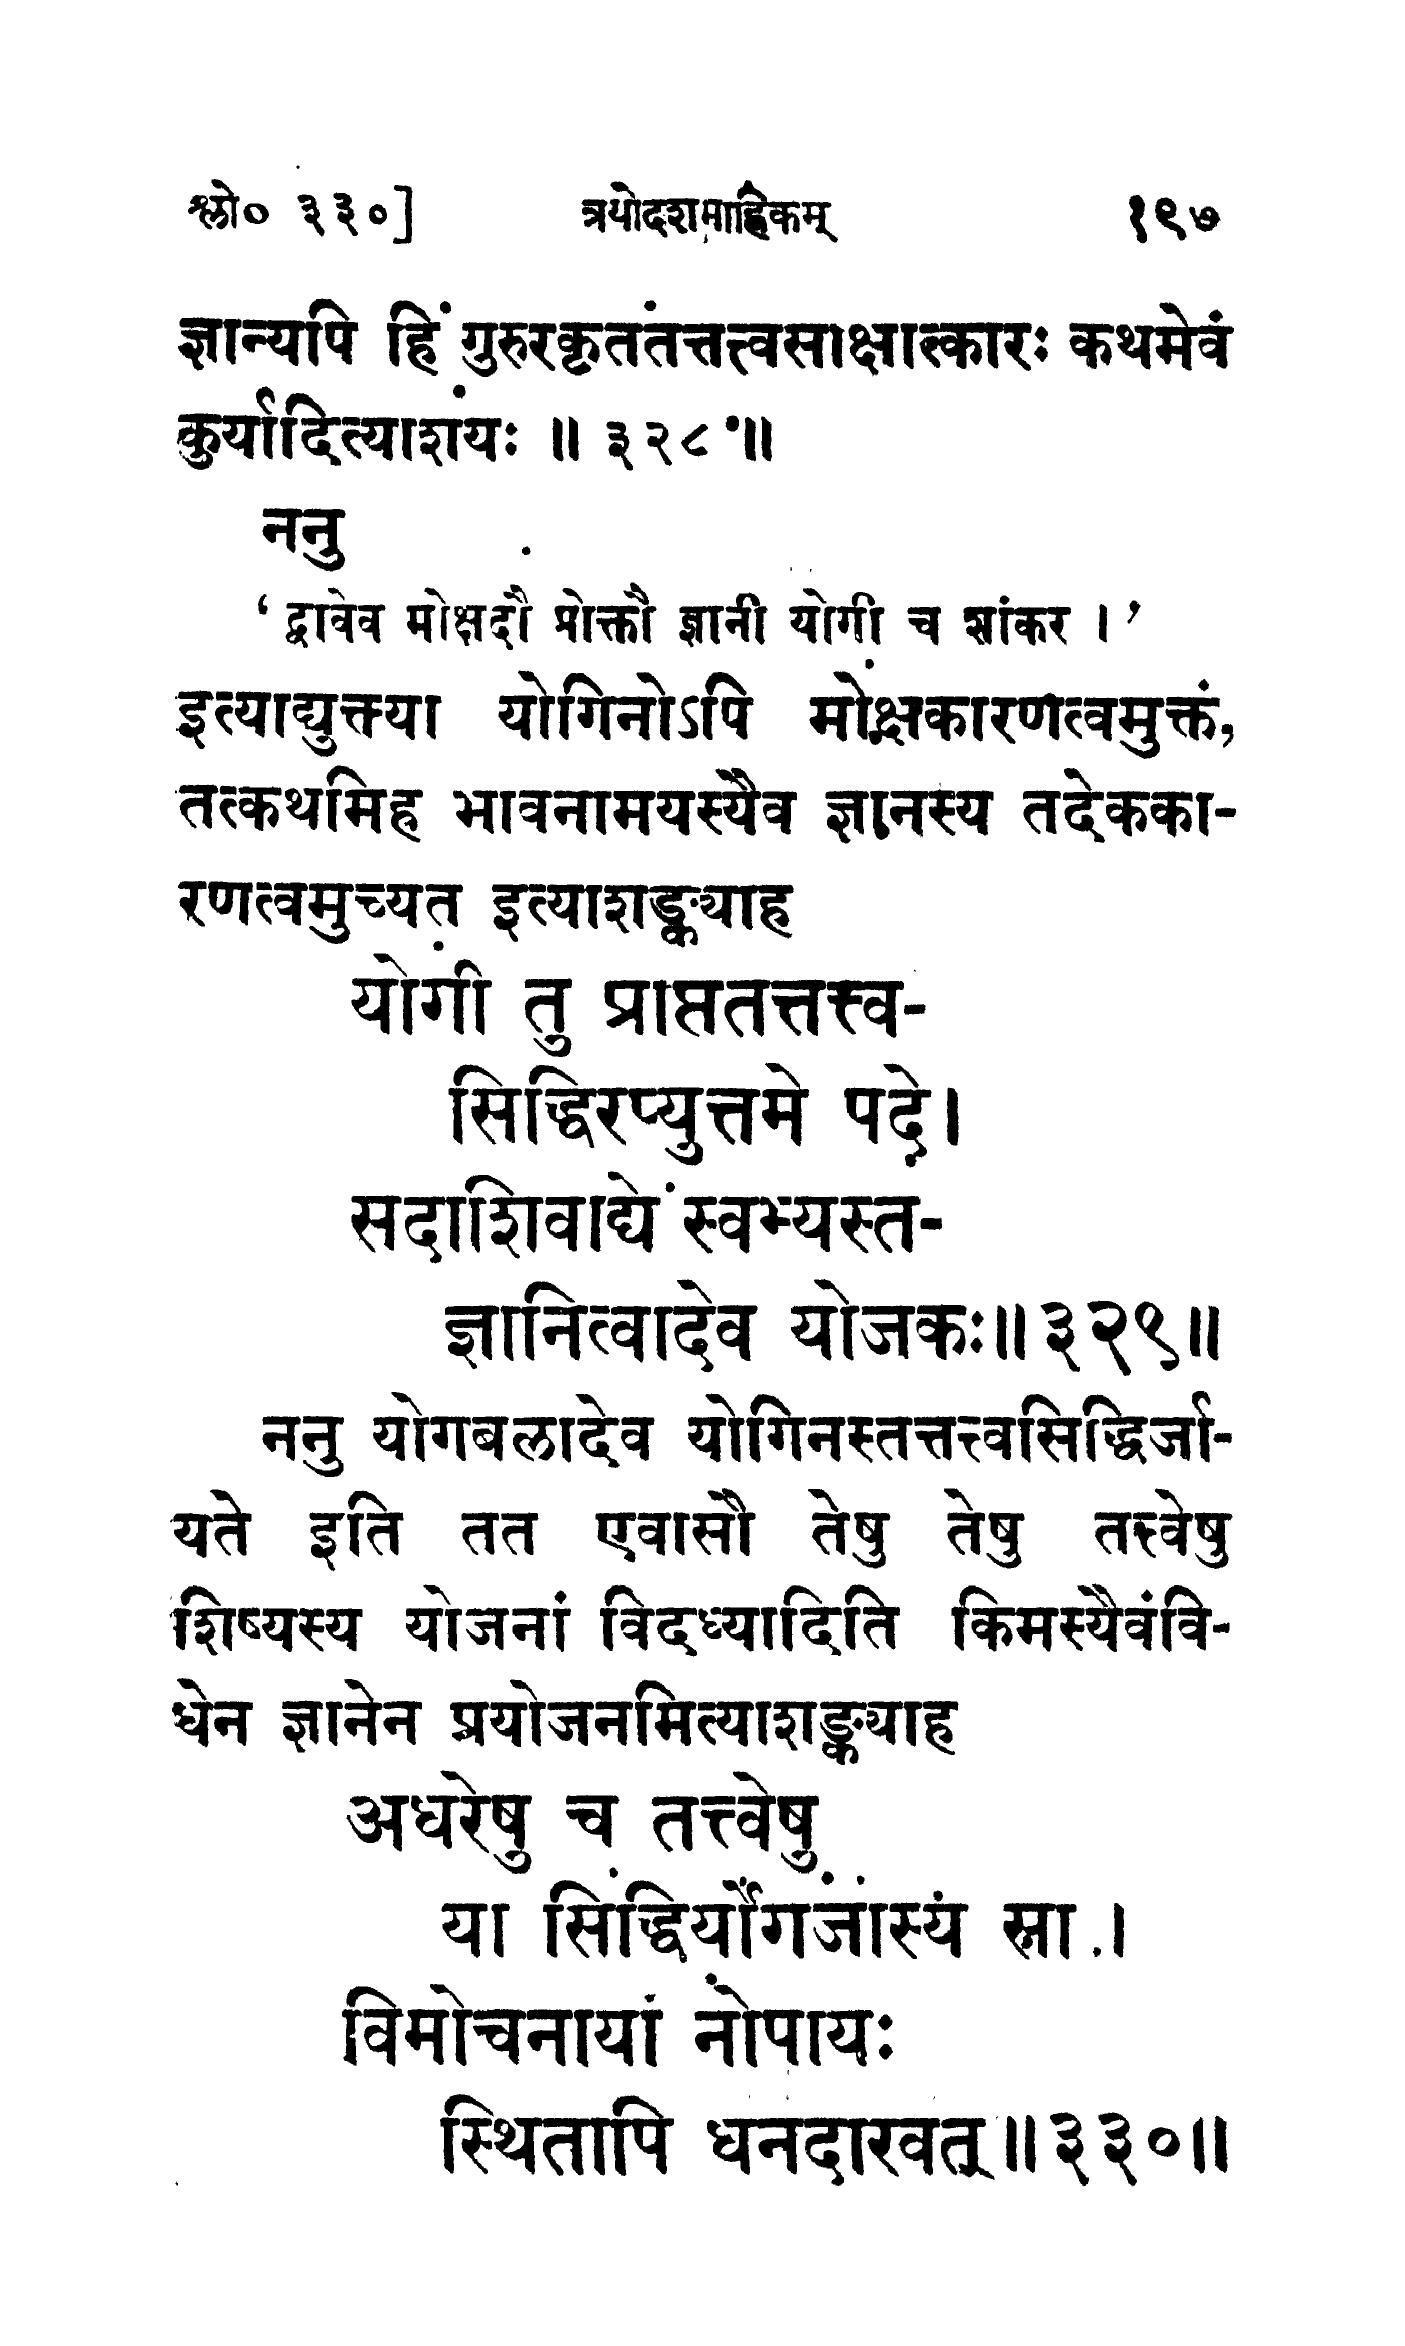 श्लो० ३३०] त्रयोदशमाह्निकम् १९७
ज्ञान्यपि हि गुरुरकृततत्तत्त्वसाक्षात्कारः कथमेवं
कुर्यादित्याशयः ॥ ३२८ ॥
ननु
‘ द्वावेव मोक्षदौ प्रोक्तौ ज्ञानी योगी च शांकर । ’
इत्याद्युक्त्या योगिनोऽपि मोक्षकारणत्वमुक्तं,
तत्कथमिह भावनामयस्यैव ज्ञानस्य तदेकका-
रणत्वमुच्यत इत्याशङ्क्याह
योगी तु प्राप्ततत्तत्त्व-
सिद्धिरप्युत्तमे पदे।
सदाशिवाद्ये स्वभ्यस्त-
ज्ञानित्वादेव योजकः॥ ३२९॥
ननु योगबलादेव योगिनस्तत्तत्त्वसिद्धिर्जा-
यते इति तत एवासौ तेषु तेषु तत्त्वेषु
शिष्यस्य योजनां विदध्यादिति किमस्यैवंवि-
धेन ज्ञानेन प्रयोजनमित्याशङ्क्याह
अधरेषु च तत्त्वेषु
या सिद्धिर्योगजास्य सा ।
विमोचनायां नोपायः
स्थितापि धनदारवत्॥ ३३०॥